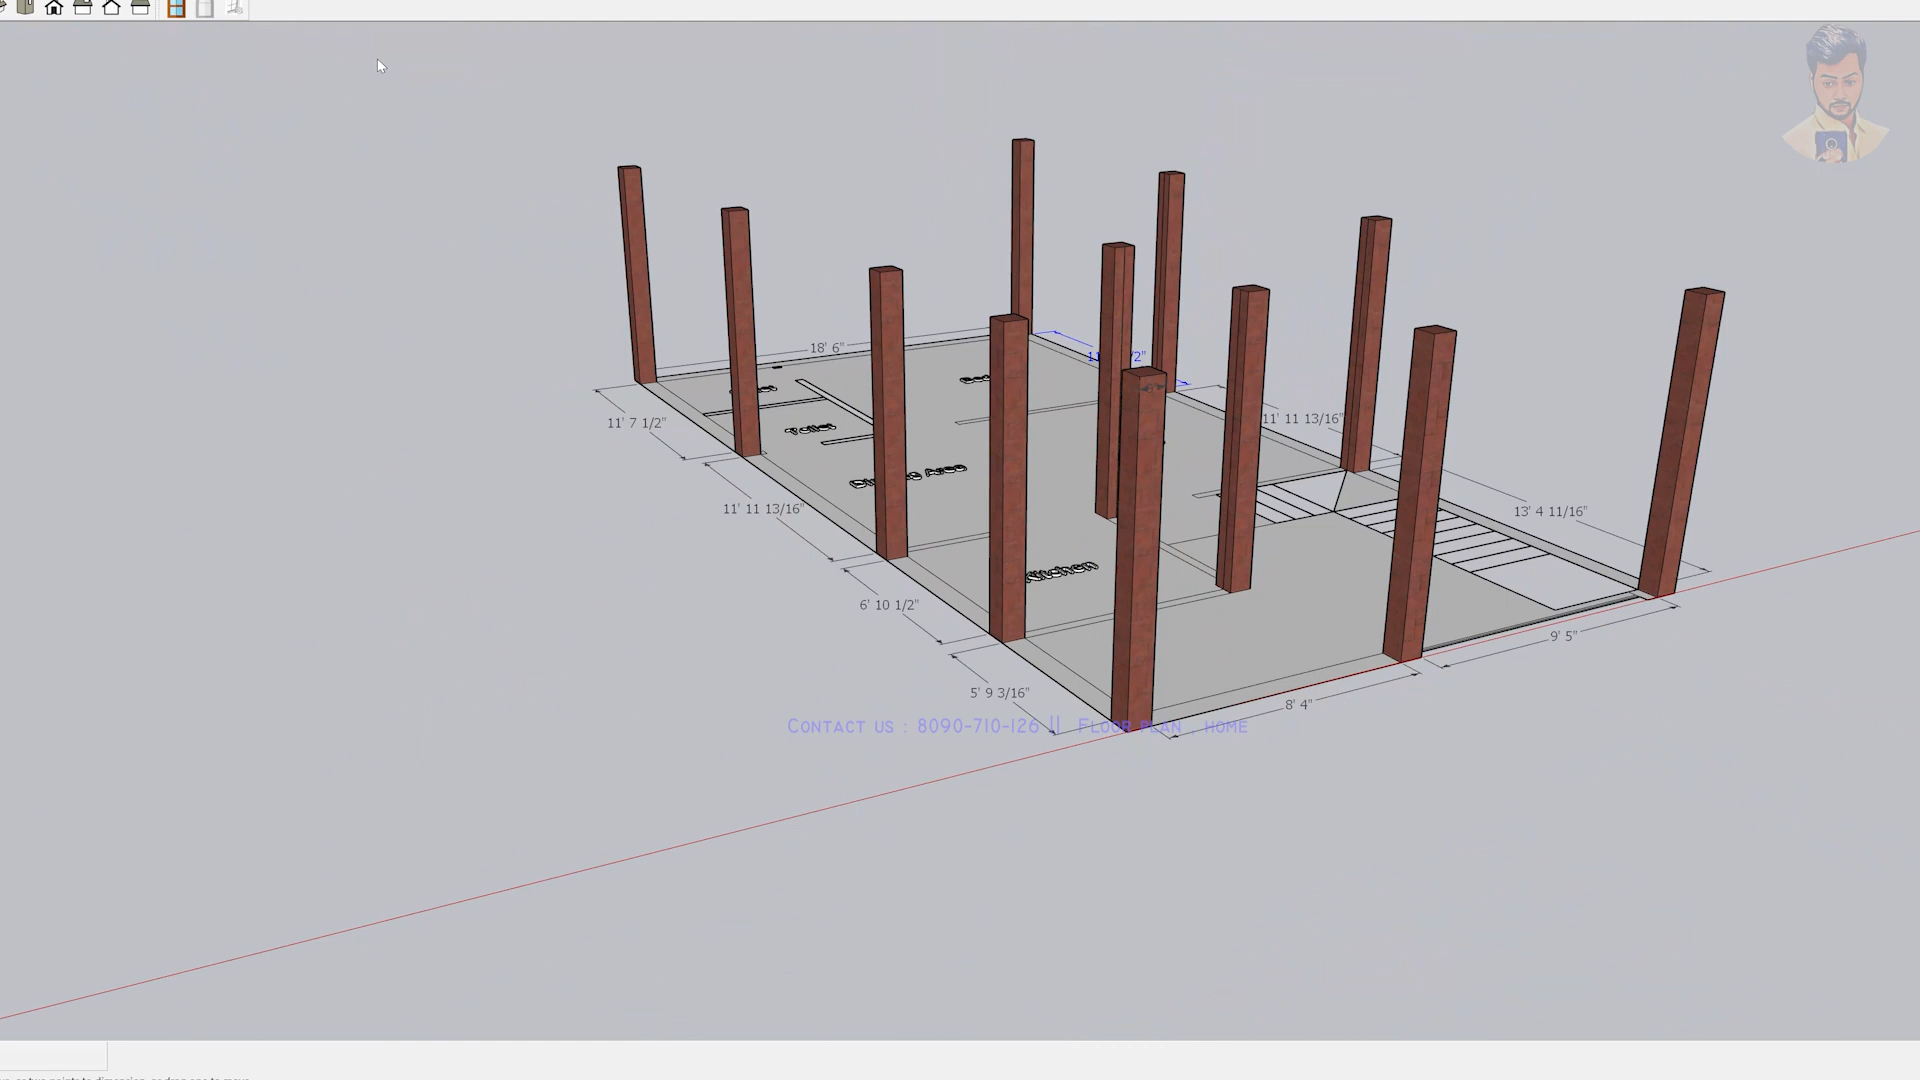 18' 6"
11' 7 1/2"
Toilet
11' 11 13/16"
11' 11 13/16"
Area
13' 4 11/16"
Kitchen
6' 10 1/2"
9' 5"
5' 9 3/16"
8' 4"
Contact us : 8090-710-126 || Floor plan , home